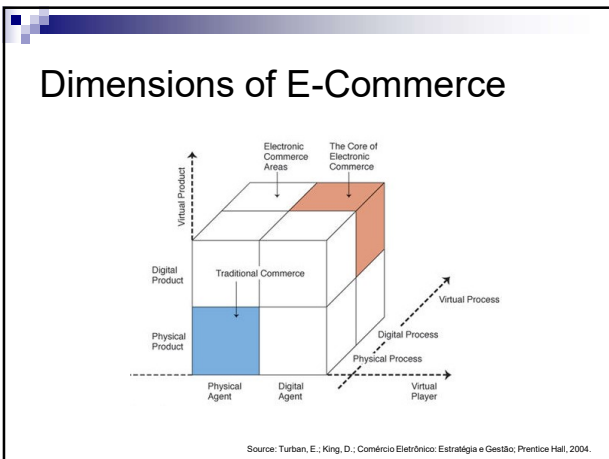 Dimensions of E-Commerce
Electronic
Commerce
Areas
The Core of
Electronic
Commerce
Virtual Product
Digital
Product
Traditional Commerce
Virtual Process
Digital Process
Physical
Product
Physical Process
Physical
Agent
Digital
Agent
Virtual
Player
Source: Turban, E.; King, D.; Comércio Eletrônico: Estratégia e Gestão; Prentice Hall, 2004.